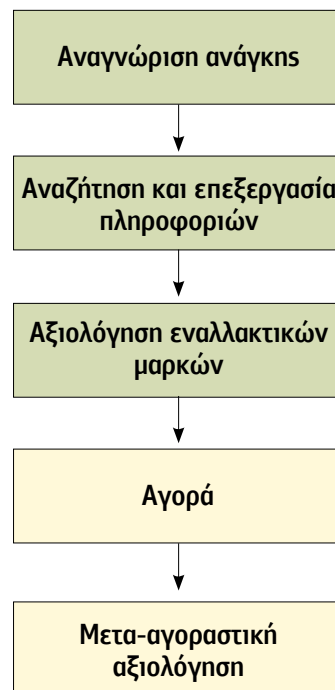 Αναγνώριση ανάγκης
Αναζήτηση και επεξεργασία
πληροφοριών
Αξιολόγηση εναλλακτικών
μαρκών
Αγορά
Μετα-αγοραστική
αξιολόγηση